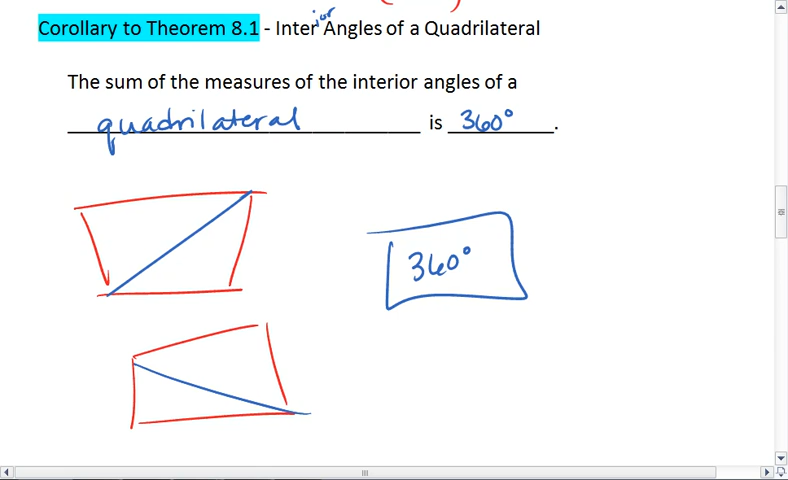 Corollary to Theorem 8.1 - Interior Angles of a Quadrilateral
The sum of the measures of the interior angles of a
quadrilateral is 360°.
360°